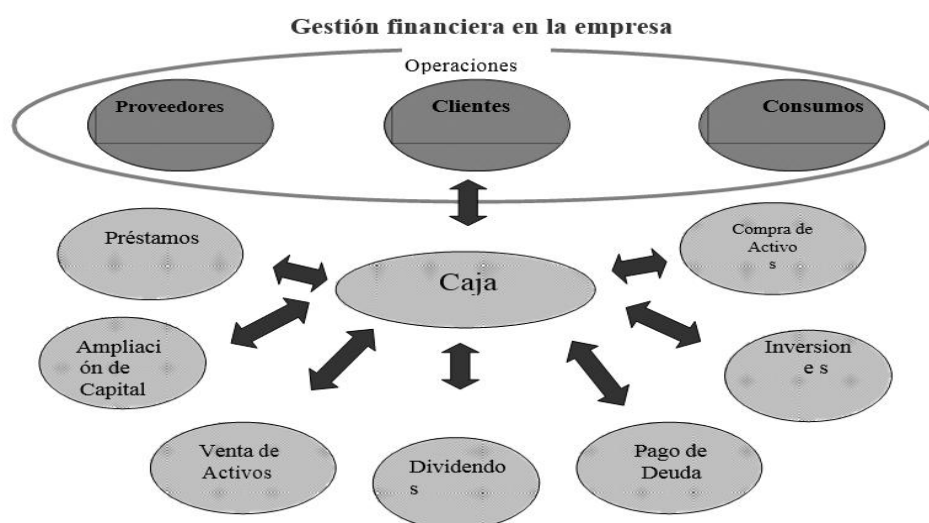 Gestión financiera en la empresa
Operaciones
Proveedores
Clientes
Consumos
Préstamos
Caja
Compra de
Activo
s
Ampliaci
ón de
Capital
Inversion
e s
Venta de
Activos
Dividendo
s
Pago de
Deuda